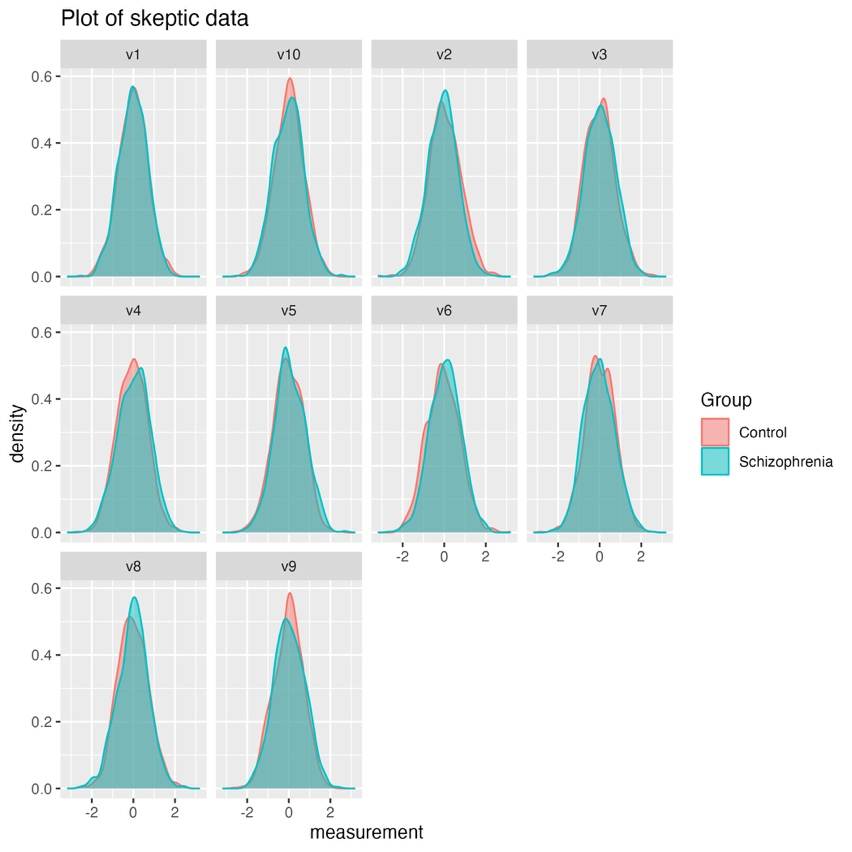 Plot of skeptic data
v1 v10 v2 v3
0.6
0.4
0.2
0.0
v4 v5 v6 v7
0.6
0.4
0.2
0.0
-2 0 2 -2 0 2
v8 v9
0.6
0.4
0.2
0.0
-2 0 2 -2 0 2
density
measurement
Group
Control
Schizophrenia